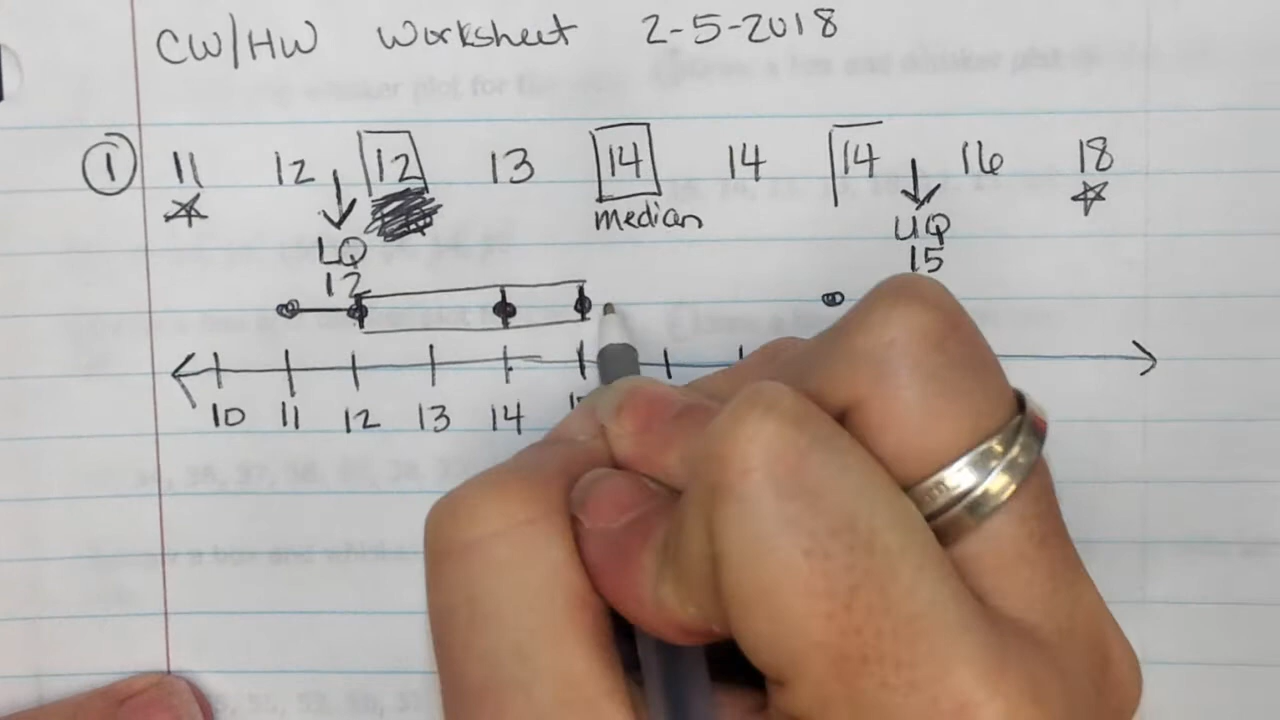 CW/HW Worksheet 2-5-2018
① 11 12 12 13 14 14 14 16 18
median
LQ UQ
12 15
10 11 12 13 14